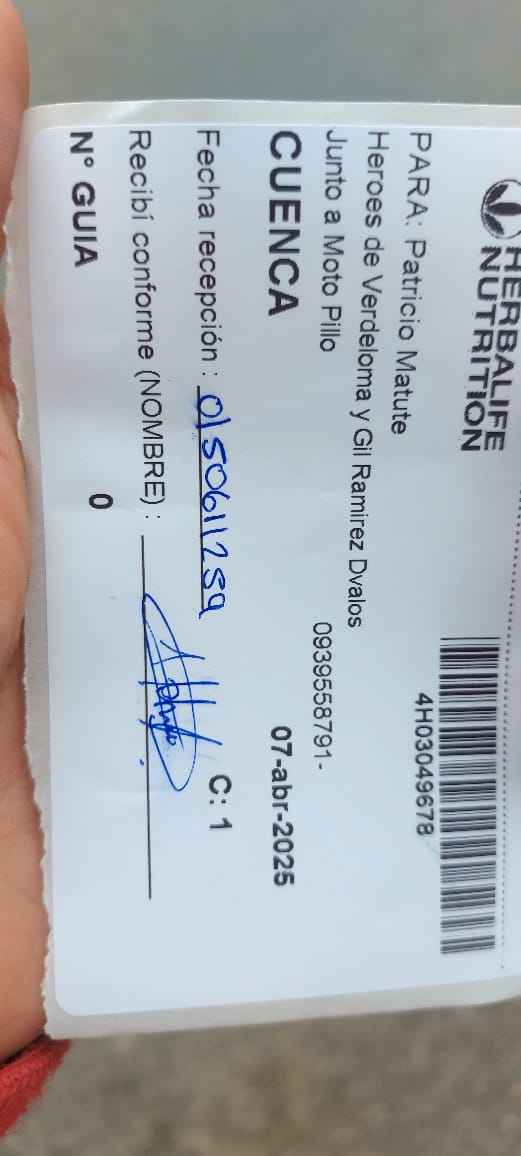 HERBALIFE
NUTRITION
4H03049678
PARA: Patricio Matute
Heroes de Verdeloma y Gil Ramirez Dvalos
Junto a Moto Pillo
0939558791-
CUENCA
07-abr-2025
Fecha recepción : 0150611259
C: 1
Recibí conforme (NOMBRE) :
N° GUIA
0